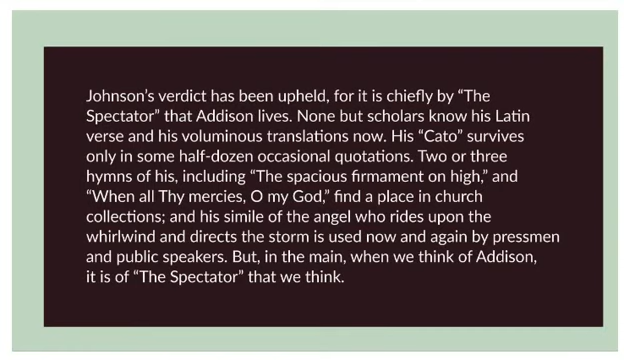 Johnson’s verdict has been upheld, for it is chiefly by “The
Spectator” that Addison lives. None but scholars know his Latin
verse and his voluminous translations now. His “Cato” survives
only in some half-dozen occasional quotations. Two or three
hymns of his, including “The spacious firmament on high,” and
“When all Thy mercies, O my God,” find a place in church
collections; and his simile of the angel who rides upon the
whirlwind and directs the storm is used now and again by pressmen
and public speakers. But, in the main, when we think of Addison,
it is of “The Spectator” that we think.